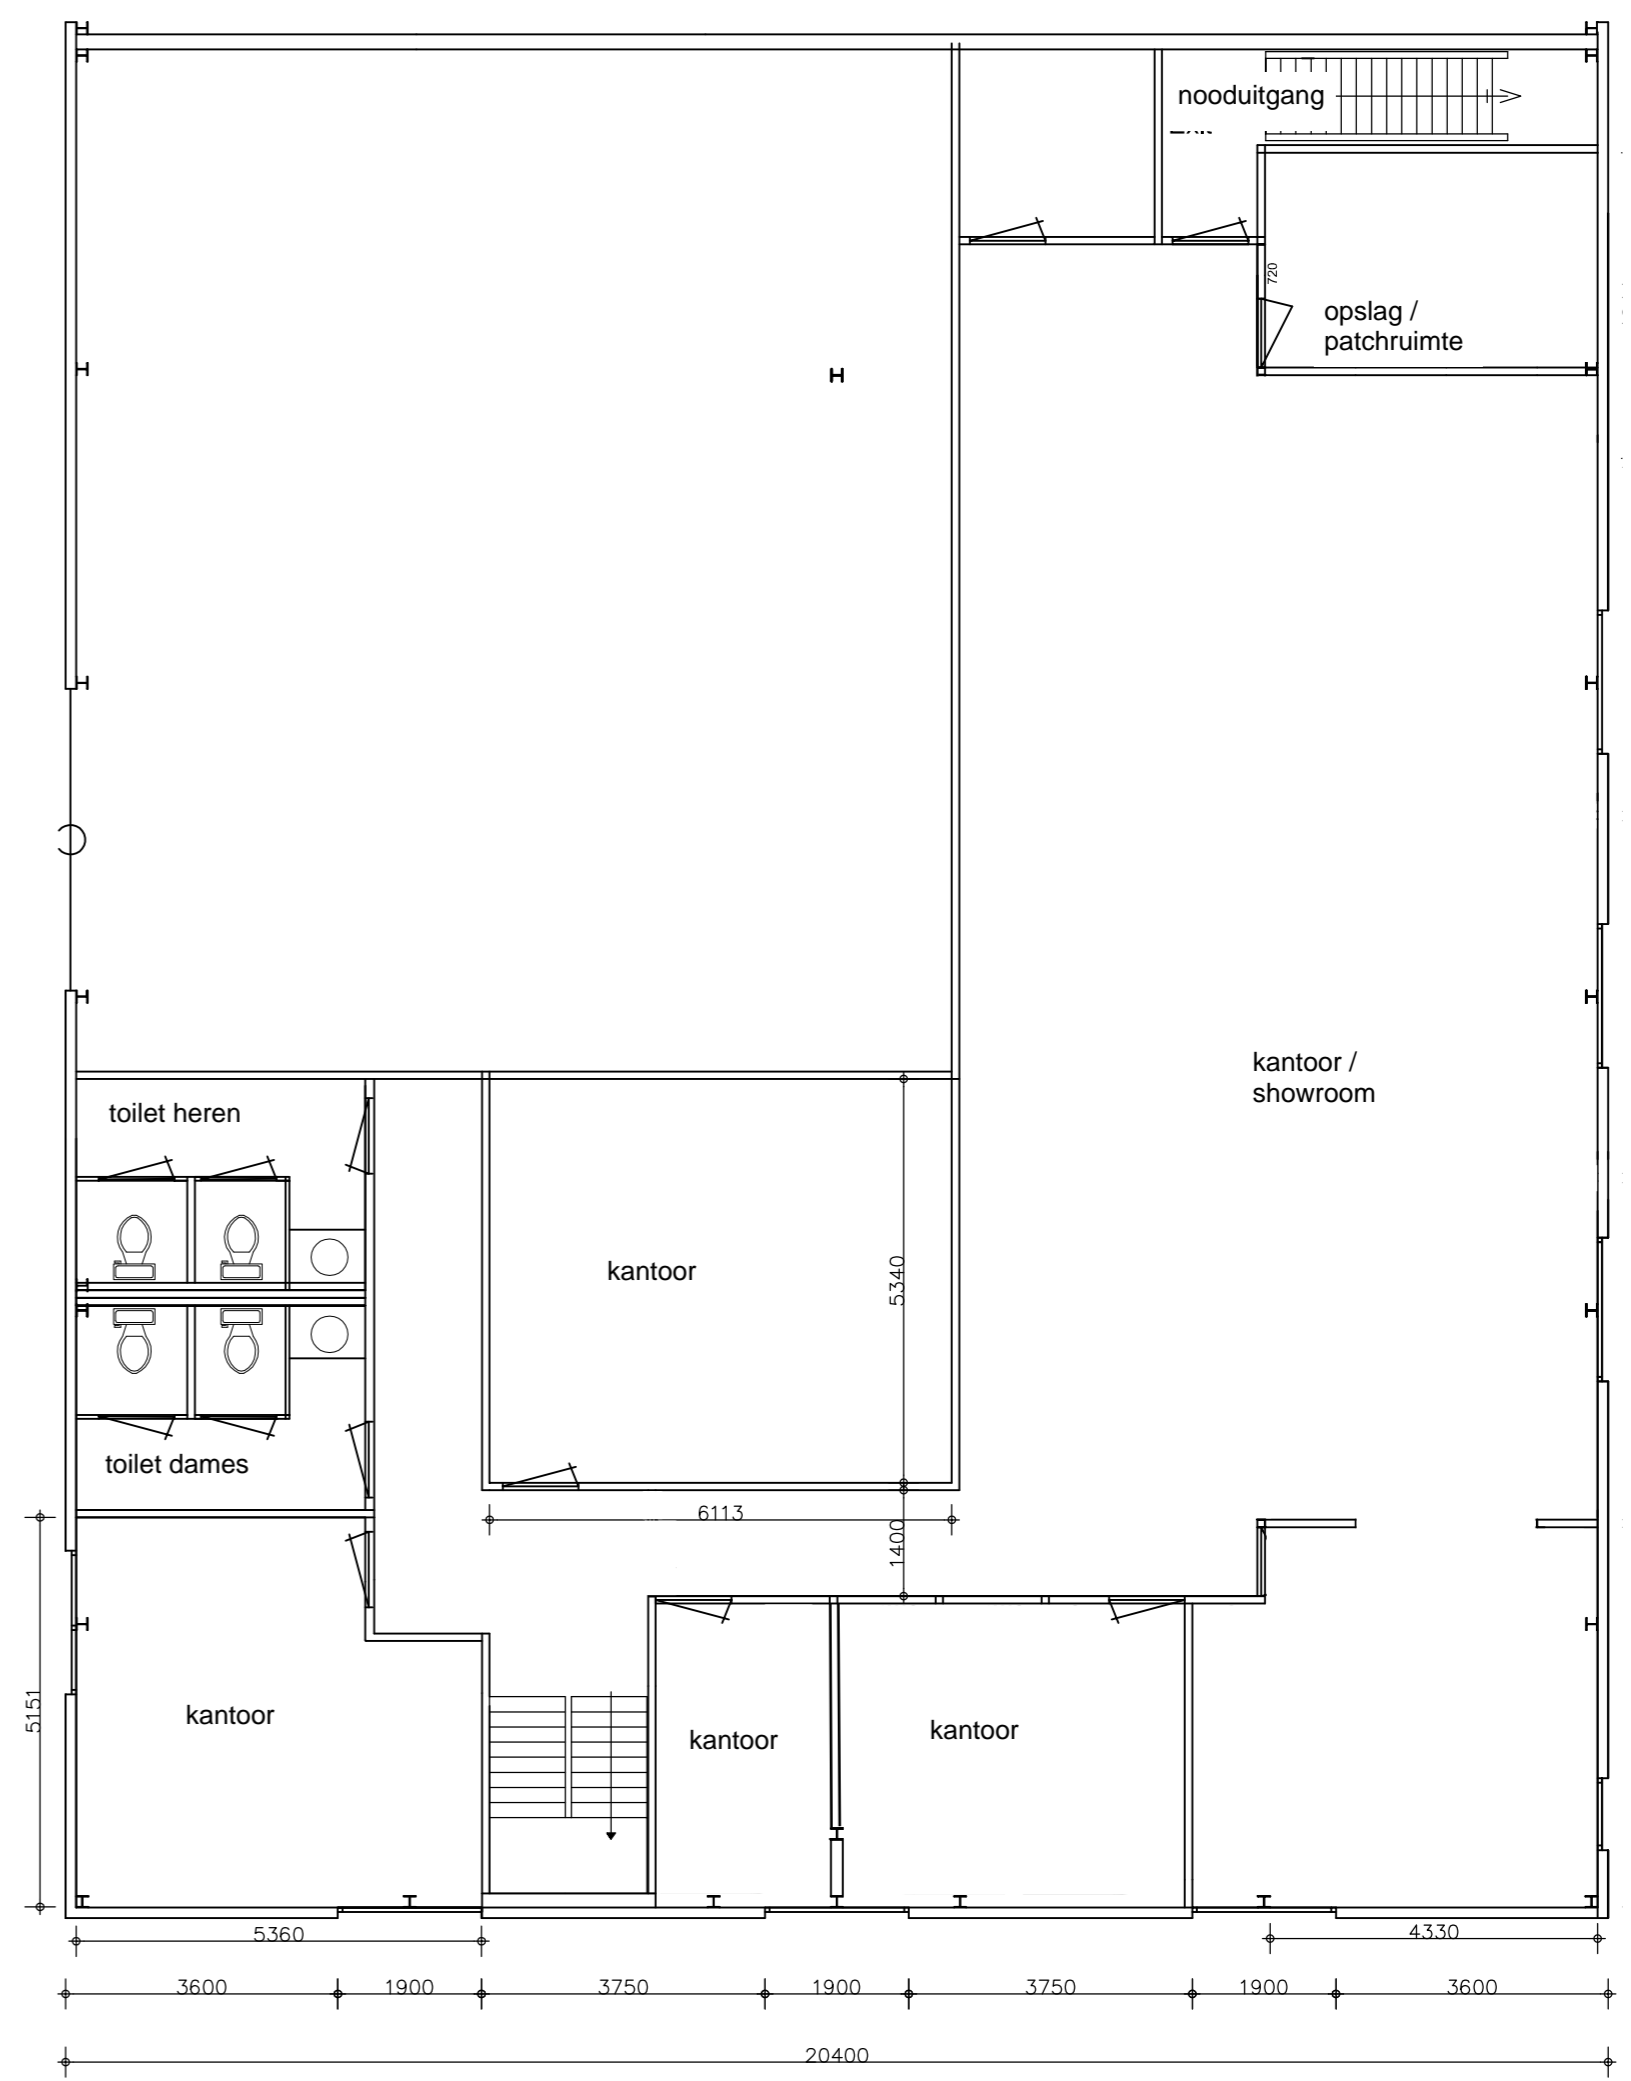 nooduitgang
720
opslag /
patchruimte
kantoor /
showroom
toilet heren
kantoor
5340
toilet dames
6113
1400
5151
kantoor
kantoor
kantoor
5360
4330
3600 1900 3750 1900 3750 1900 3600
20400